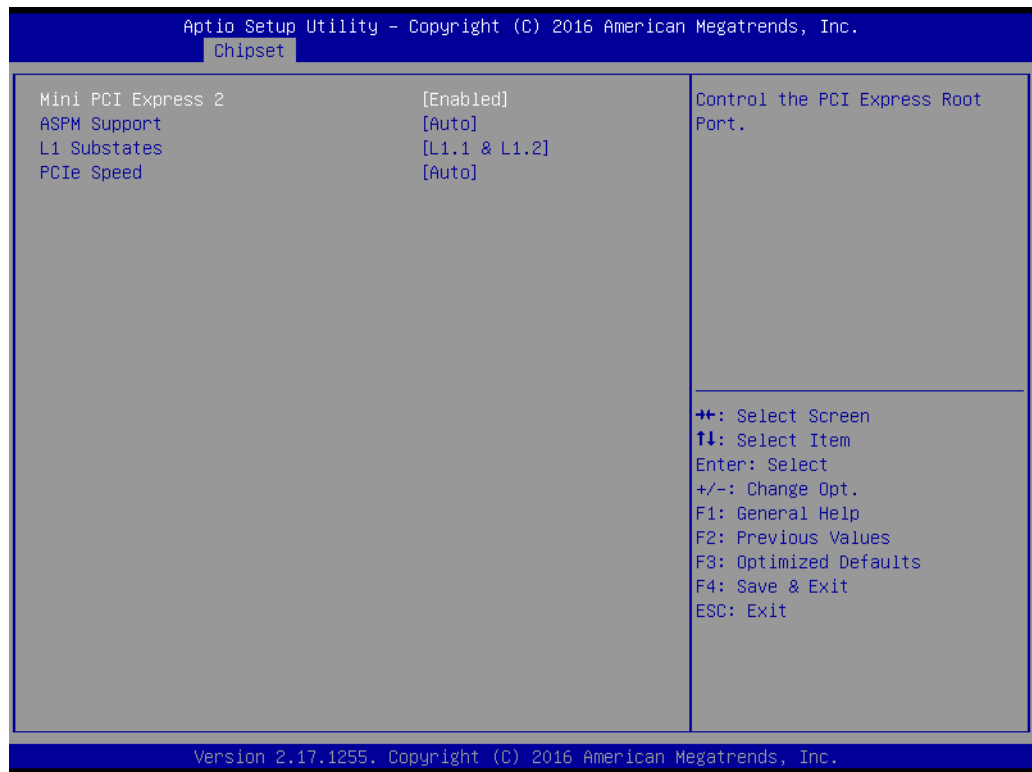 Aptio Setup Utility – Copyright (C) 2016 American Megatrends, Inc.
Chipset
Mini PCI Express 2 [Enabled]
ASPM Support [Auto]
L1 Substates [L1.1 & L1.2]
PCIe Speed [Auto]
Control the PCI Express Root
Port.
→←: Select Screen
↑↓: Select Item
Enter: Select
+/-: Change Opt.
F1: General Help
F2: Previous Values
F3: Optimized Defaults
F4: Save & Exit
ESC: Exit
Version 2.17.1255. Copyright (C) 2016 American Megatrends, Inc.